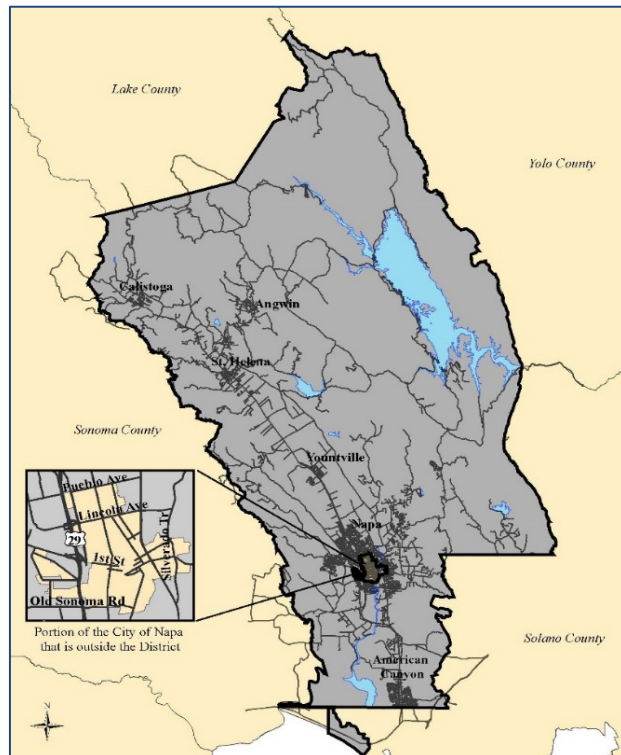 Lake County
Yolo County
Calistoga
Angwin
St. Helena
Sonoma County
Yountville
Napa
Pueblo Ave
Lincoln Ave
29
1st St
Silverado Tr
Old Sonoma Rd
Portion of the City of Napa
that is outside the District
Solano County
American
Canyon
N